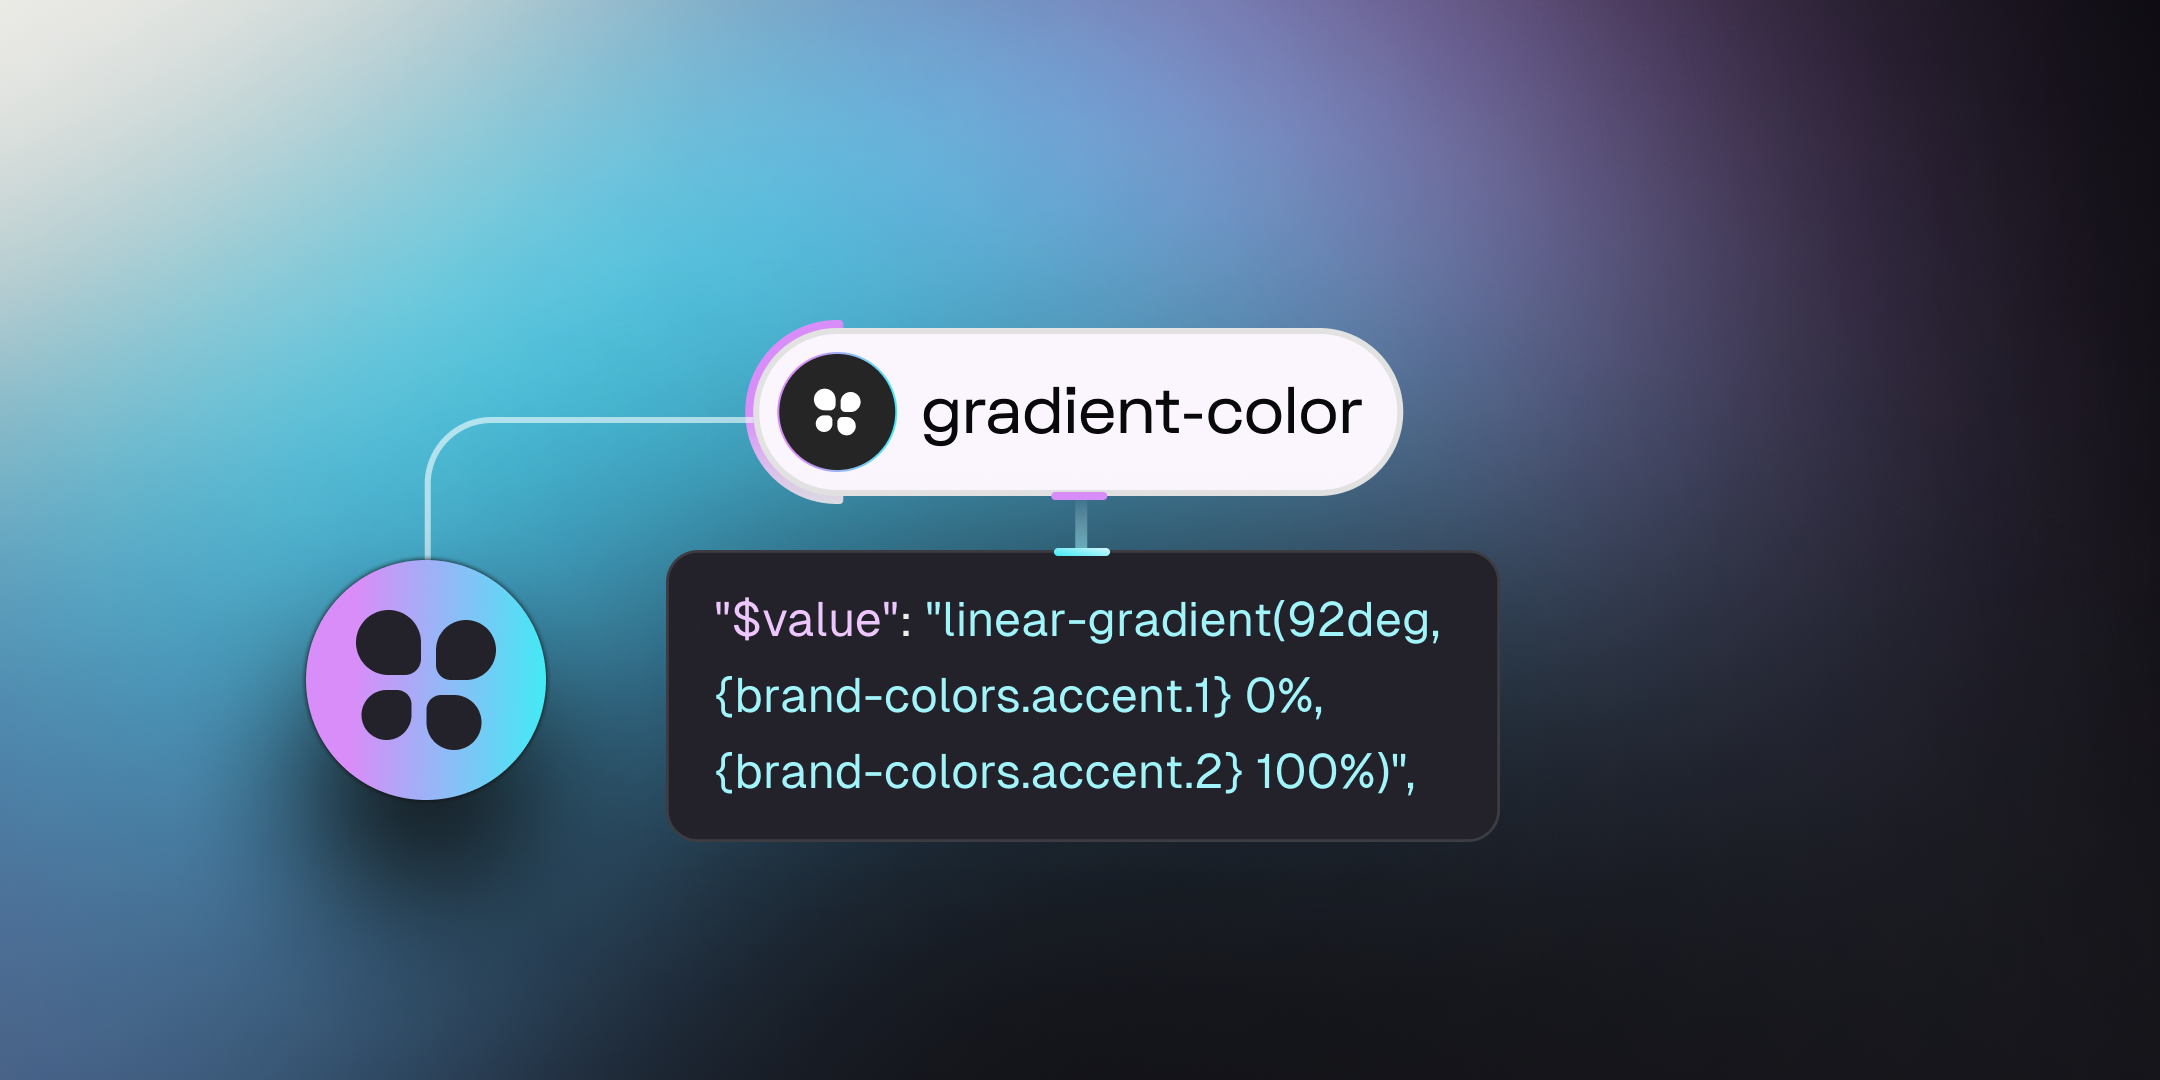 gradient-color
"$value": "linear-gradient(92deg,
{brand-colors.accent.1} 0%,
{brand-colors.accent.2} 100%)",